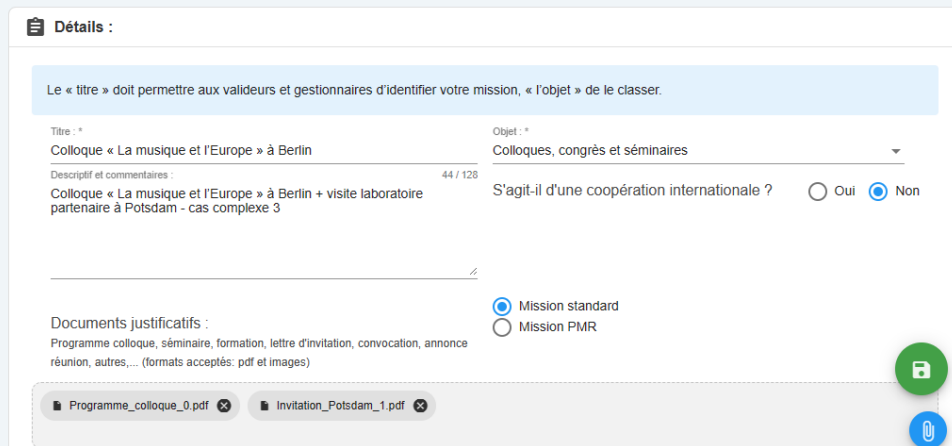 Détails :
Le « titre » doit permettre aux valideurs et gestionnaires d'identifier votre mission, « l'objet » de le classer.
Titre : *
Colloque « La musique et l'Europe » à Berlin
Objet : *
Colloques, congrès et séminaires
44 / 128
Descriptif et commentaires :
Colloque « La musique et l'Europe » à Berlin + visite laboratoire
partenaire à Potsdam - cas complexe 3
S'agit-il d'une coopération internationale ?
Oui
Non
Mission standard
Mission PMR
Documents justificatifs :
Programme colloque, séminaire, formation, lettre d'invitation, convocation, annonce
réunion, autres,... (formats acceptés: pdf et images)
Programme_colloque_0.pdf
Invitation_Potsdam_1.pdf